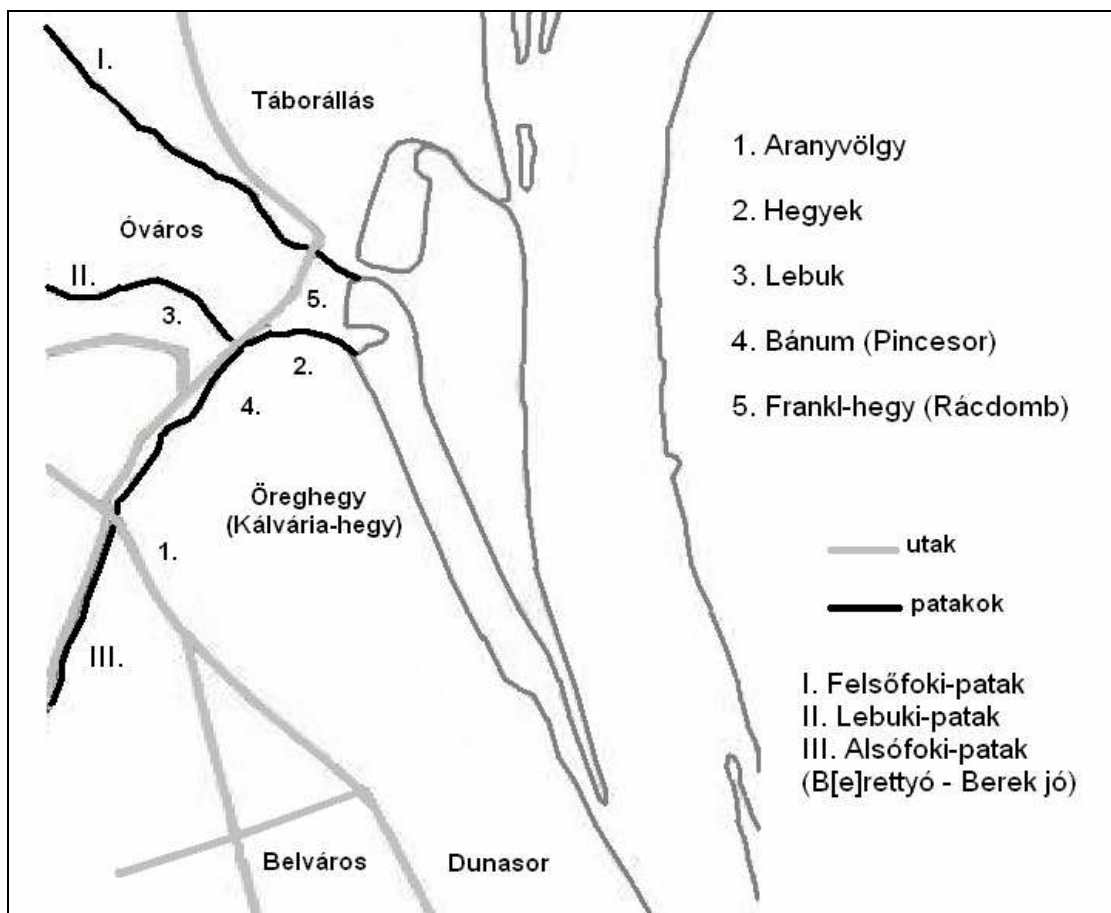 I.
Táborállás
Óváros
II.
3.
5.
2.
4.
Öreghegy
(Kálvária-hegy)
1.
III.
Belváros
Dunasor
1. Aranyvölgy
2. Hegyek
3. Lebuk
4. Bánum (Pincesor)
5. Frankl-hegy (Rácdomb)
utak
patakok
I. Felsőfoki-patak
II. Lebuki-patak
III. Alsófoki-patak
(B[e]rettyó - Berek jó)